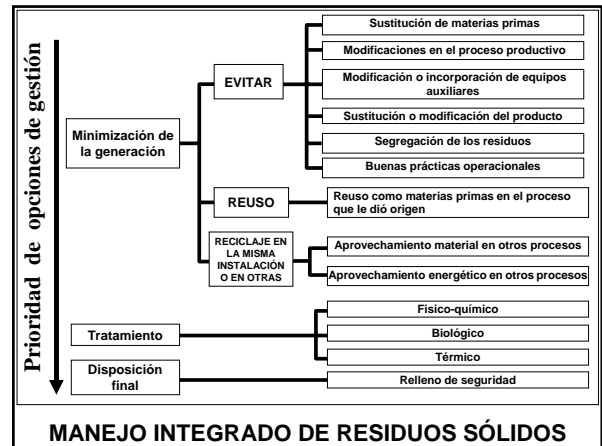 Prioridad de opciones de gestión
Minimización de
la generación
EVITAR
Sustitución de materias primas
Modificaciones en el proceso productivo
Modificación o incorporación de equipos
auxiliares
Sustitución o modificación del producto
Segregación de los residuos
Buenas prácticas operacionales
REUSO
Reuso como materias primas en el proceso
que le dió origen
RECICLAJE EN
LA MISMA
INSTALACIÓN
O EN OTRAS
Aprovechamiento material en otros procesos
Aprovechamiento energético en otros procesos
Tratamiento
Fisico-químico
Biológico
Térmico
Disposición
final
Relleno de seguridad
MANEJO INTEGRADO DE RESIDUOS SÓLIDOS